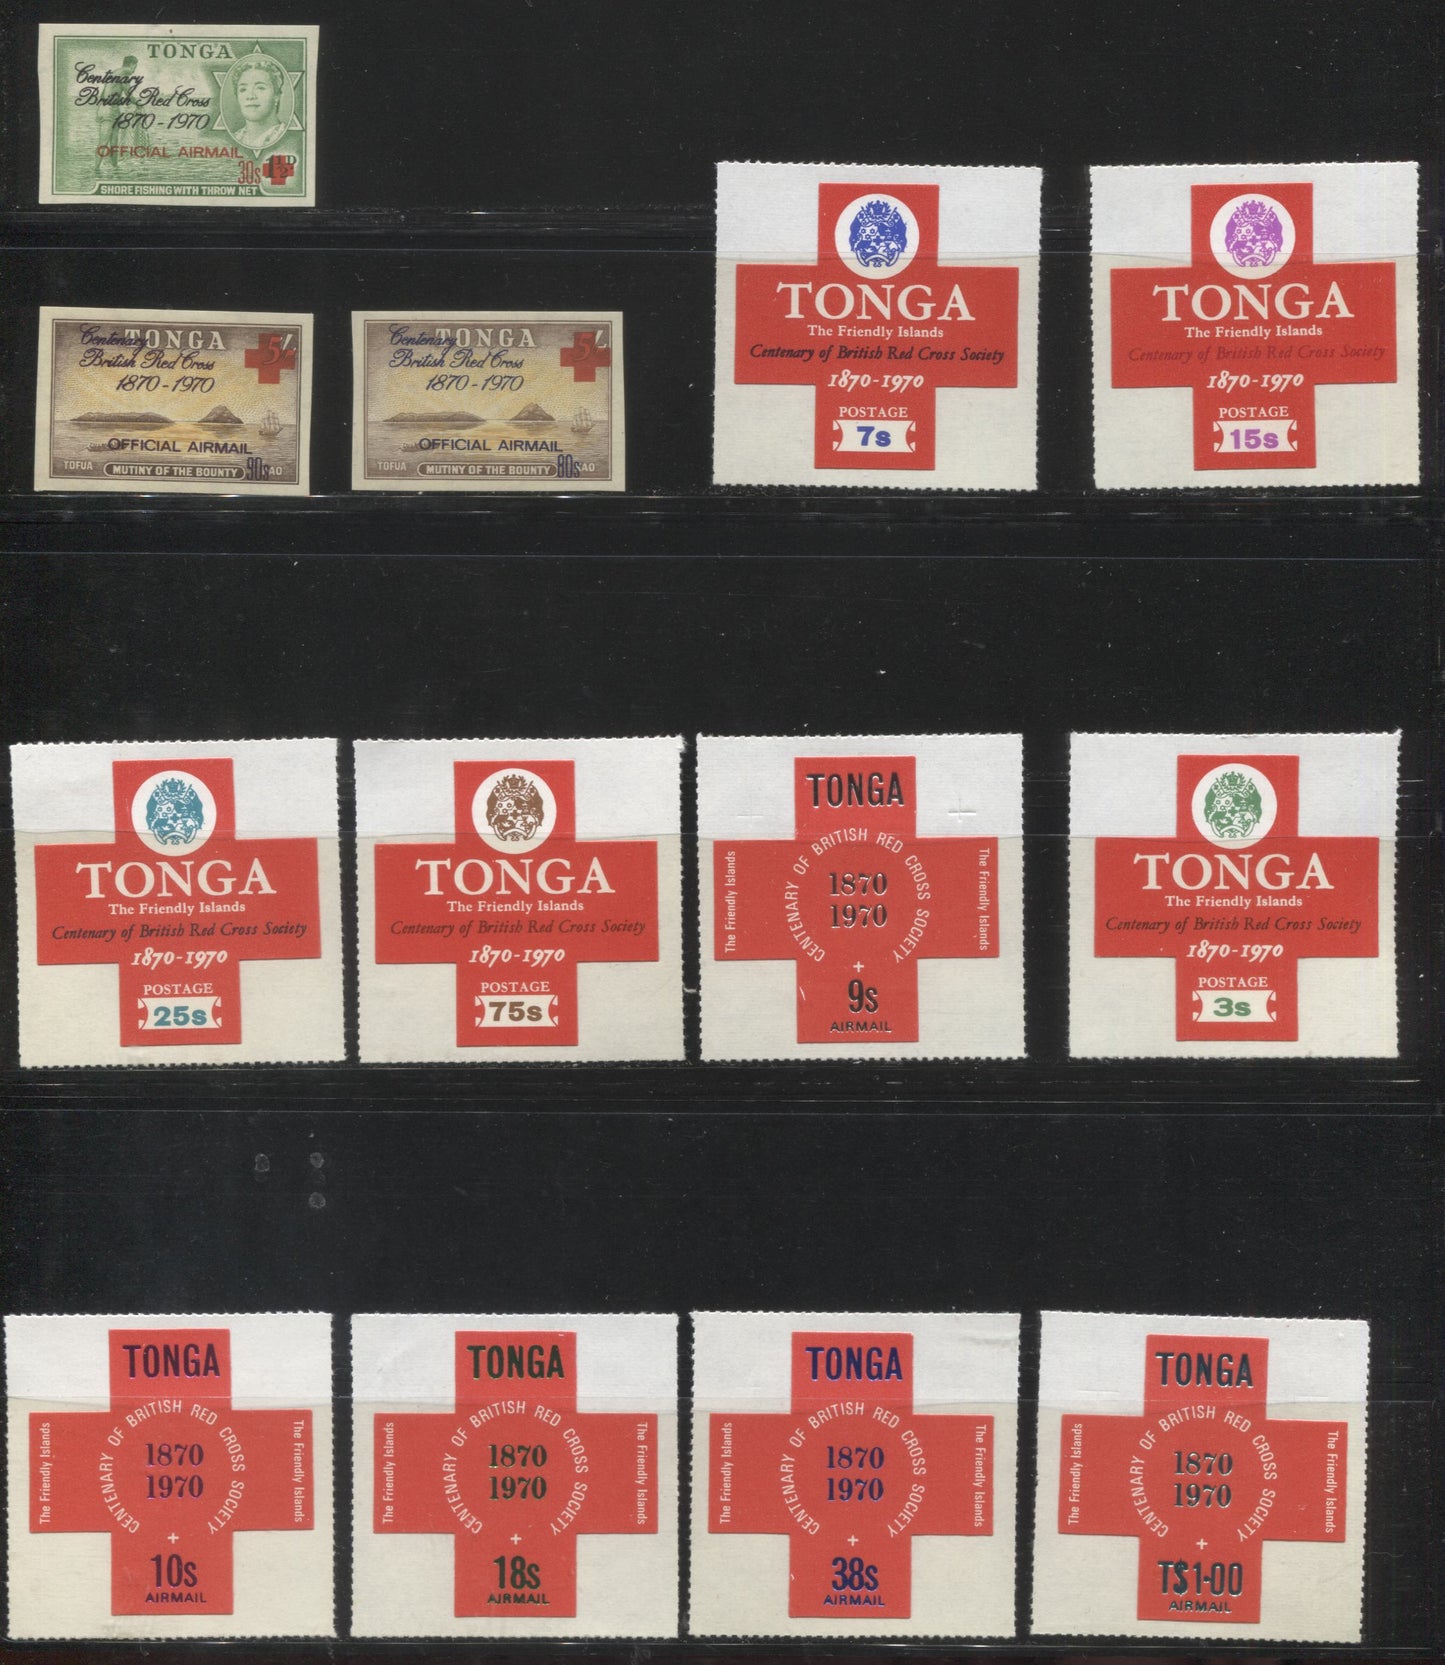 TONGA
Centenary
British Red Cross
1870-1970
OFFICIAL AIRMAIL
30s 1½D
SHORE FISHING WITH THROW NET
TONGA
The Friendly Islands
Centenary of British Red Cross Society
1870-1970
POSTAGE
7s
TONGA
The Friendly Islands
Centenary of British Red Cross Society
1870-1970
POSTAGE
15s
Centenary TONGA 5/-
British Red Cross
1870-1970
OFFICIAL AIRMAIL
TOFUA MUTINY OF THE BOUNTY 90s AO
Centenary TONGA 5/-
British Red Cross
1870-1970
OFFICIAL AIRMAIL
TOFUA MUTINY OF THE BOUNTY 80s AO
TONGA
The Friendly Islands
Centenary of British Red Cross Society
1870-1970
POSTAGE
25s
TONGA
The Friendly Islands
Centenary of British Red Cross Society
1870-1970
POSTAGE
75s
TONGA
CENTENARY OF BRITISH RED CROSS SOCIETY
The Friendly Islands
The Friendly Islands
1870
1970
9s
AIRMAIL
TONGA
The Friendly Islands
Centenary of British Red Cross Society
1870-1970
POSTAGE
3s
TONGA
CENTENARY OF BRITISH RED CROSS SOCIETY
The Friendly Islands
The Friendly Islands
1870
1970
10s
AIRMAIL
TONGA
CENTENARY OF BRITISH RED CROSS SOCIETY
The Friendly Islands
The Friendly Islands
1870
1970
18s
AIRMAIL
TONGA
CENTENARY OF BRITISH RED CROSS SOCIETY
The Friendly Islands
The Friendly Islands
1870
1970
38s
AIRMAIL
TONGA
CENTENARY OF BRITISH RED CROSS SOCIETY
The Friendly Islands
The Friendly Islands
1870
1970
T$1·00
AIRMAIL